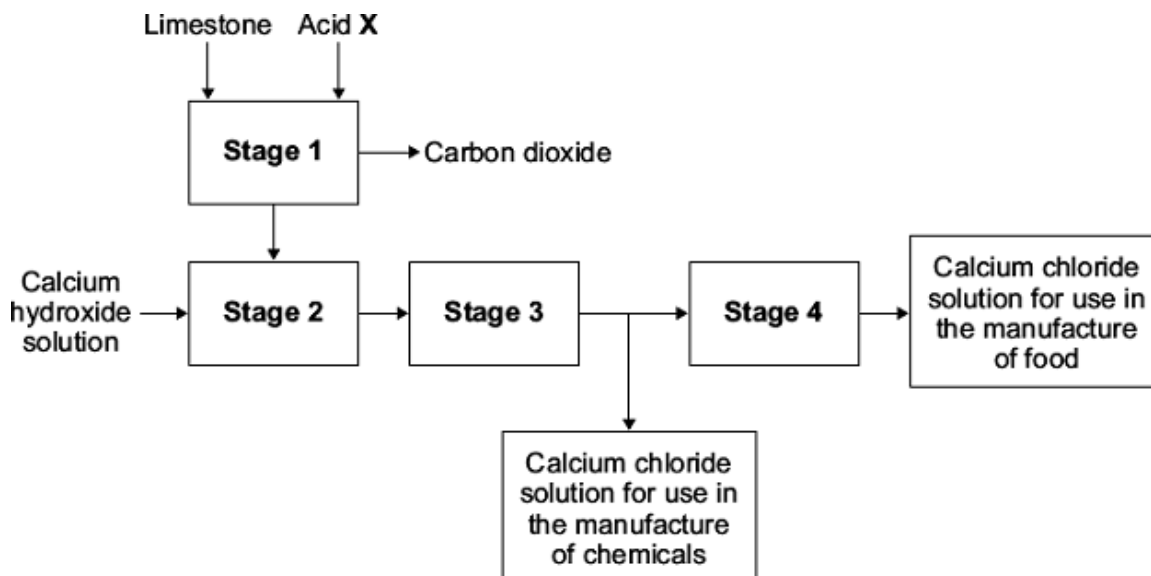 Limestone
Acid X
Stage 1
Carbon dioxide
Calcium
hydroxide
solution
Stage 2
Stage 3
Stage 4
Calcium chloride
solution for use in
the manufacture
of food
Calcium chloride
solution for use in
the manufacture
of chemicals